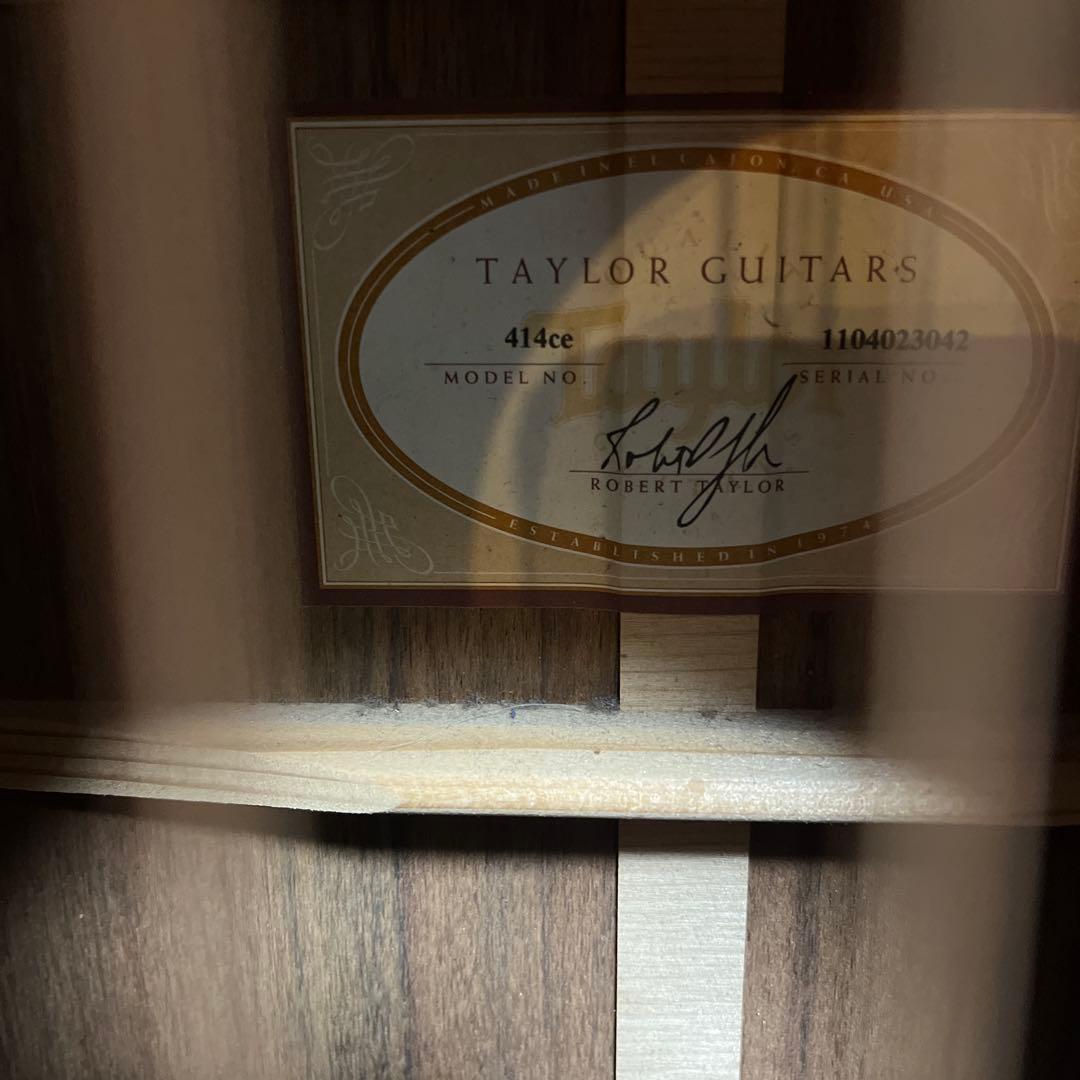 MADE IN EL CAJON, CA USA
TAYLOR GUITARS
414ce 1104023042
MODEL NO. SERIAL NO.
ROBERT TAYLOR
ESTABLISHED IN 1974